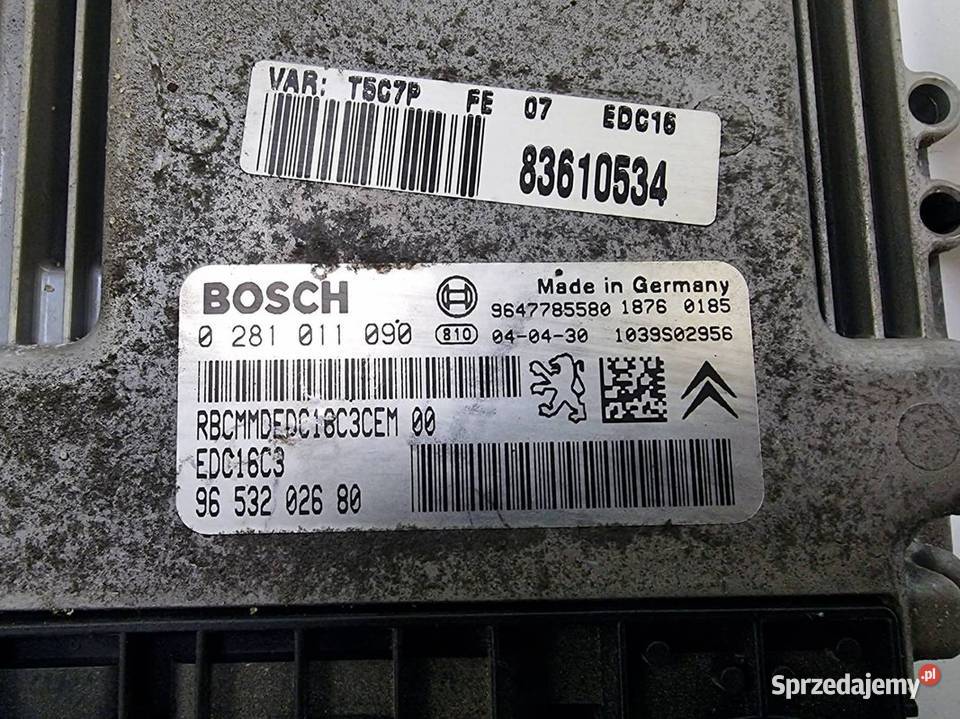 VAR: T5C7P FE 07 EDC16
83610534
BOSCH
Made in Germany
9647785580 1876 0185
0 281 011 090 810 04-04-30 1039S02956
RBCMMDEDC16C3CEM 00
EDC16C3
96 532 026 80
Sprzedajemy.pl